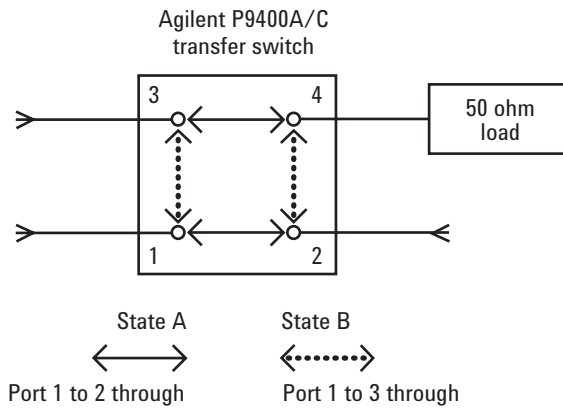 Agilent P9400A/C
transfer switch
3
4
50 ohm
load
1
2
State A
State B
Port 1 to 2 through
Port 1 to 3 through